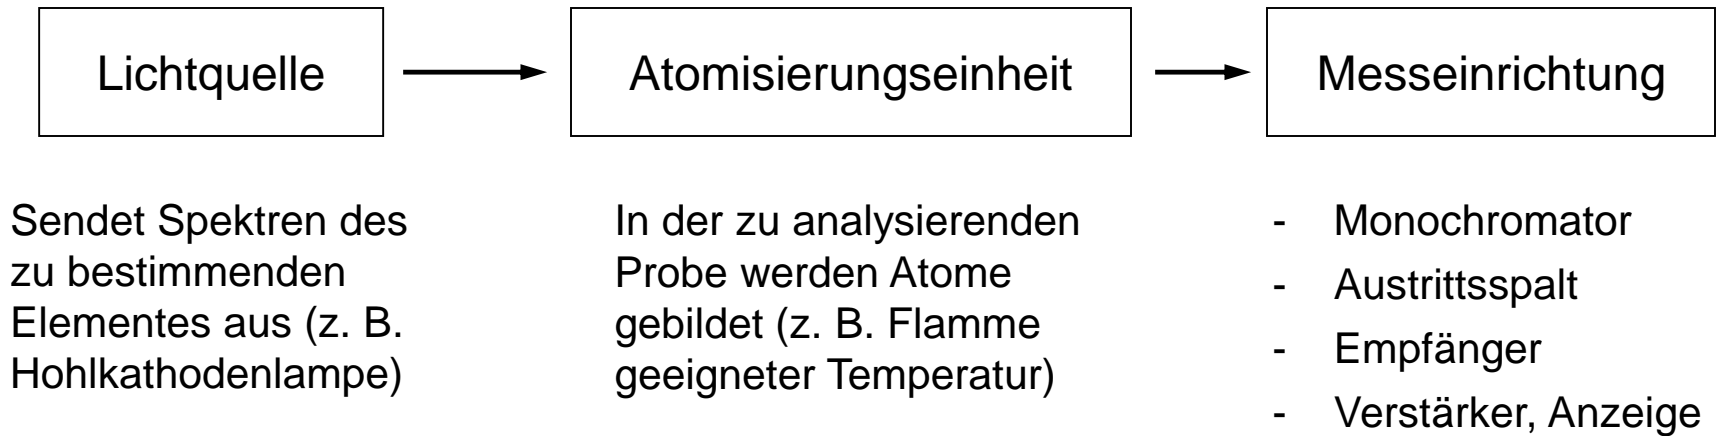 Lichtquelle
Atomisierungseinheit
Messeinrichtung
Sendet Spektren des
zu bestimmenden
Elementes aus (z. B.
Hohlkathodenlampe)
In der zu analysierenden
Probe werden Atome
gebildet (z. B. Flamme
geeigneter Temperatur)
- Monochromator
- Austrittsspalt
- Empfänger
- Verstärker, Anzeige